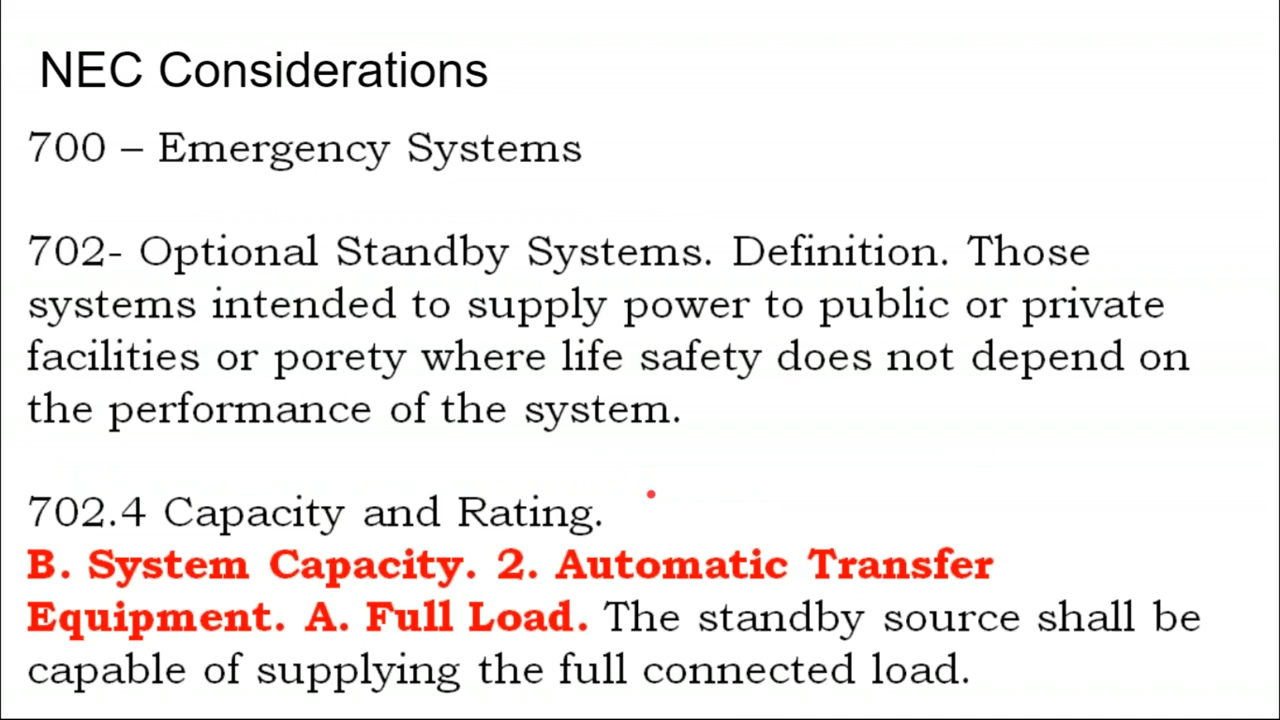 NEC Considerations
700 – Emergency Systems
702- Optional Standby Systems. Definition. Those
systems intended to supply power to public or private
facilities or porety where life safety does not depend on
the performance of the system.
702.4 Capacity and Rating.
B. System Capacity. 2. Automatic Transfer
Equipment. A. Full Load. The standby source shall be
capable of supplying the full connected load.